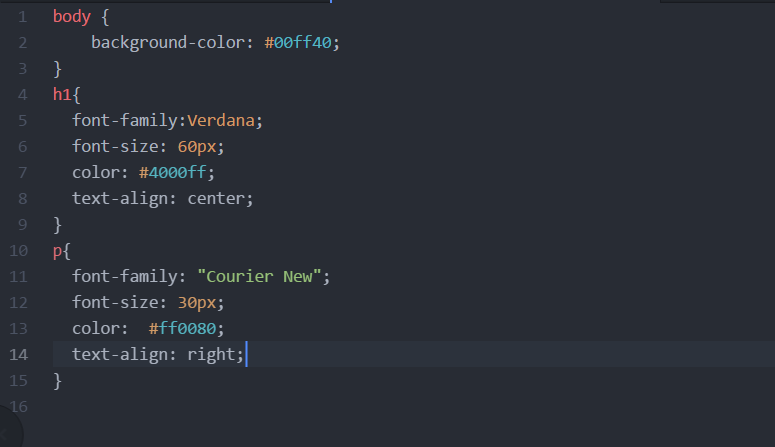 1 body {
2     background-color: #00ff40;
3 }
4 h1{
5   font-family:Verdana;
6   font-size: 60px;
7   color: #4000ff;
8   text-align: center;
9 }
10 p{
11   font-family: "Courier New";
12   font-size: 30px;
13   color:  #ff0080;
14   text-align: right;
15 }
16